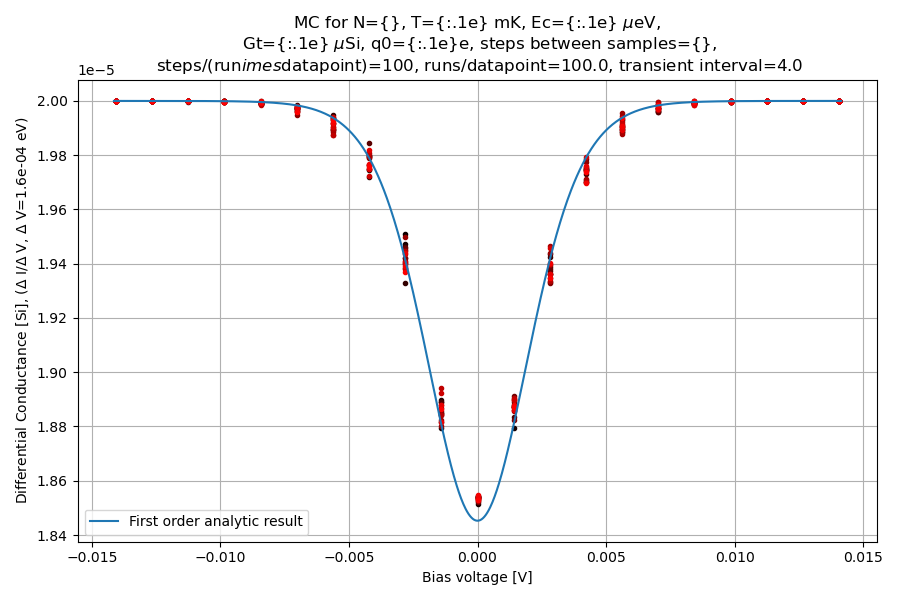 MC for N={}, T={:.1e} mK, Ec={:.1e} μeV,
Gt={:.1e} μSi, q0={:.1e}e, steps between samples={},
steps/(runimesdatapoint)=100, runs/datapoint=100.0, transient interval=4.0
1e−5
2.00
1.98
1.96
1.94
1.92
1.90
1.88
1.86
1.84
Differential Conductance [Si], (Δ I/Δ V, Δ V=1.6e-04 eV)
First order analytic result
−0.015 −0.010 −0.005 0.000 0.005 0.010 0.015
Bias voltage [V]